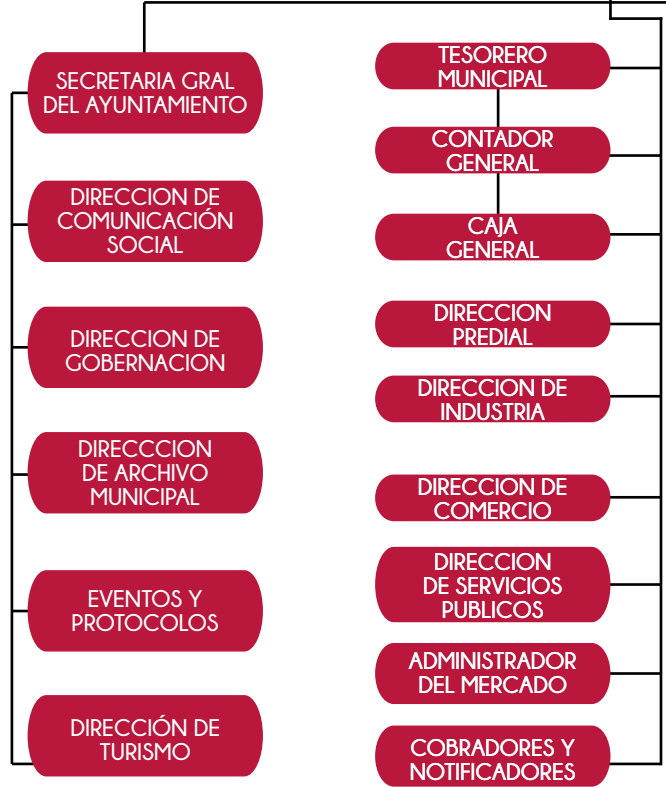 SECRETARIA GRAL
DEL AYUNTAMIENTO
DIRECCION DE
COMUNICACIÓN
SOCIAL
DIRECCION DE
GOBERNACION
DIRECCCION
DE ARCHIVO
MUNICIPAL
EVENTOS Y
PROTOCOLOS
DIRECCIÓN DE
TURISMO
TESORERO
MUNICIPAL
CONTADOR
GENERAL
CAJA
GENERAL
DIRECCION
PREDIAL
DIRECCION DE
INDUSTRIA
DIRECCION DE
COMERCIO
DIRECCION
DE SERVICIOS
PUBLICOS
ADMINISTRADOR
DEL MERCADO
COBRADORES Y
NOTIFICADORES